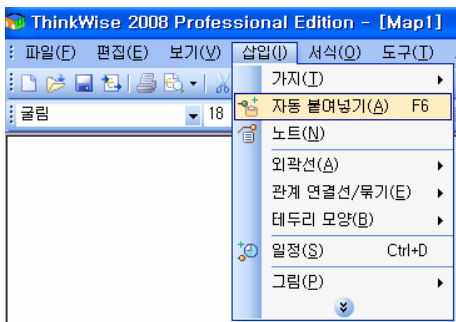 ThinkWise 2008 Professional Edition - [Map1]
파일(F) 편집(E) 보기(V) 삽입(I) 서식(O) 도구(T)
가지(T)
굴림 18 자동 붙여넣기(A) F6
노트(N)
외곽선(A)
관계 연결선/묶기(E)
테두리 모양(B)
일정(S) Ctrl+D
그림(P)